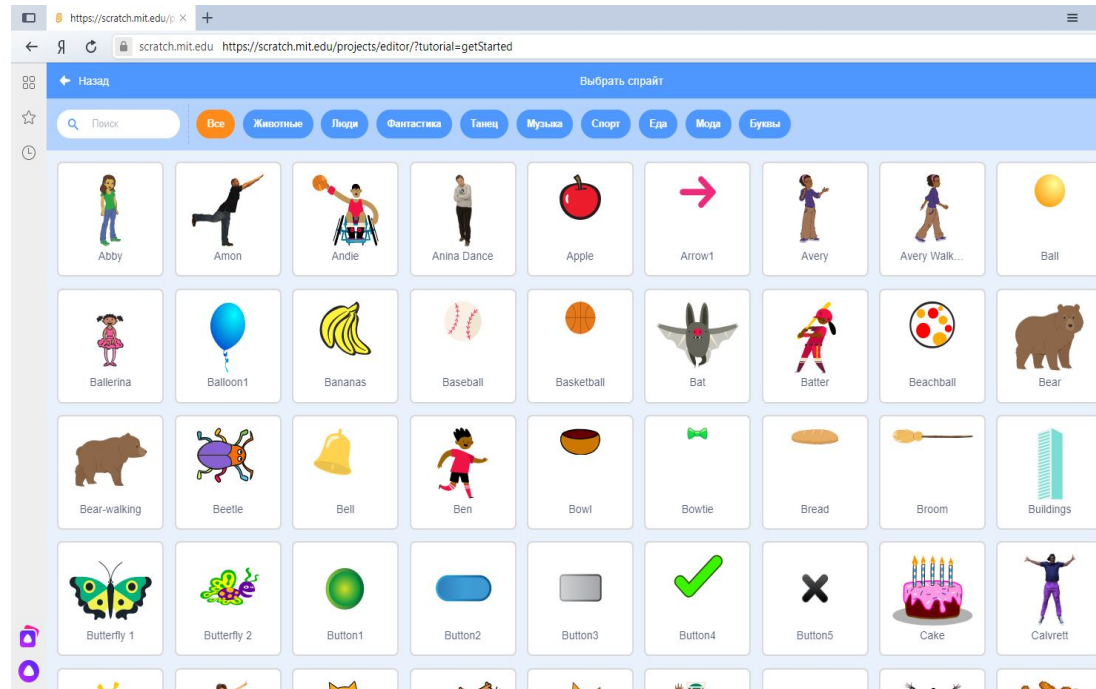 https://scratch.mit.edu/p
Я scratch.mit.edu https://scratch.mit.edu/projects/editor/?tutorial=getStarted
Назад Выбрать спрайт
Поиск Все Животные Люди Фантастика Танец Музыка Спорт Еда Мода Буквы
Abby Amon Andie Anina Dance Apple Arrow1 Avery Avery Walk... Ball
Ballerina Balloon1 Bananas Baseball Basketball Bat Batter Beachball Bear
Bear-walking Beetle Bell Ben Bowl Bowtie Bread Broom Buildings
Butterfly 1 Butterfly 2 Button1 Button2 Button3 Button4 Button5 Cake Calvrett